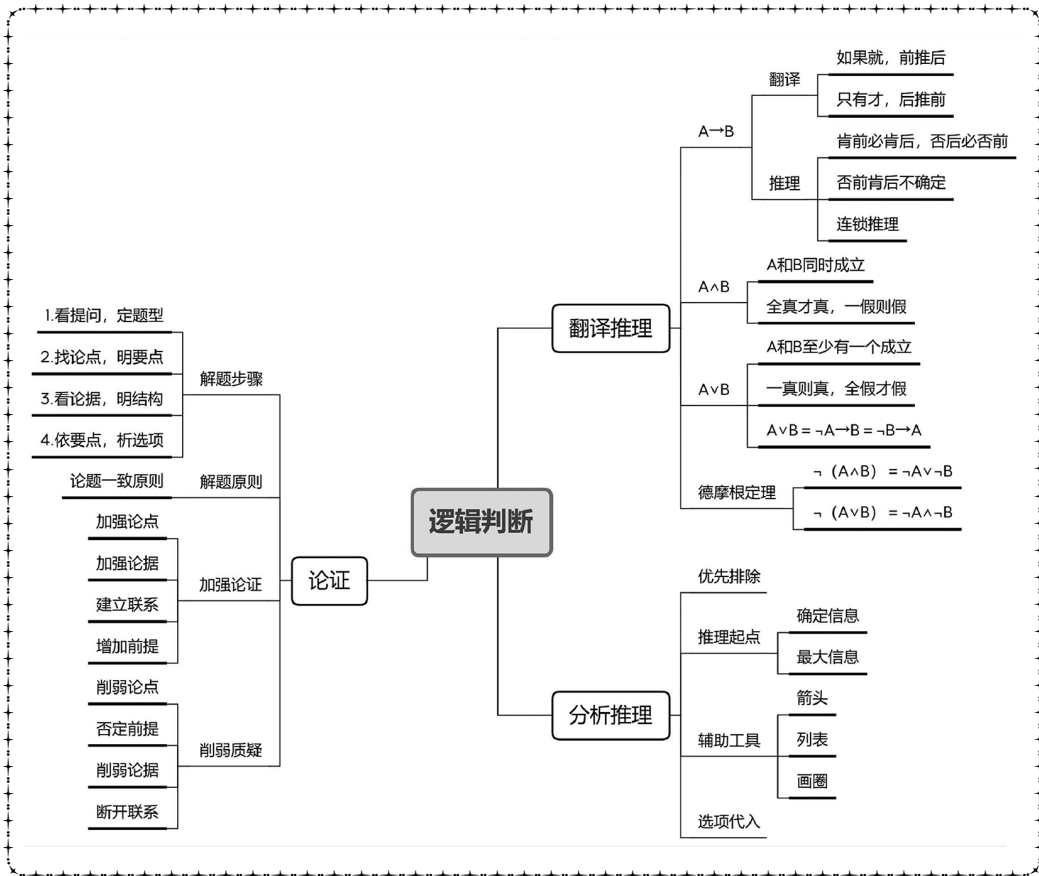 逻辑判断
翻译推理
A→B
翻译
如果就，前推后
只有才，后推前
推理
肯前必肯后，否后必否前
否前肯后不确定
连锁推理
A∧B
A和B同时成立
全真才真，一假则假
A∨B
A和B至少有一个成立
一真则真，全假才假
A∨B＝¬A→B＝¬B→A
德摩根定理
¬（A∧B）＝¬A∨¬B
¬（A∨B）＝¬A∧¬B
分析推理
优先排除
推理起点
确定信息
最大信息
辅助工具
箭头
列表
画圈
选项代入
论证
解题步骤
1.看提问，定题型
2.找论点，明要点
3.看论据，明结构
4.依要点，析选项
解题原则
论题一致原则
加强论证
加强论点
加强论据
建立联系
增加前提
削弱质疑
削弱论点
否定前提
削弱论据
断开联系